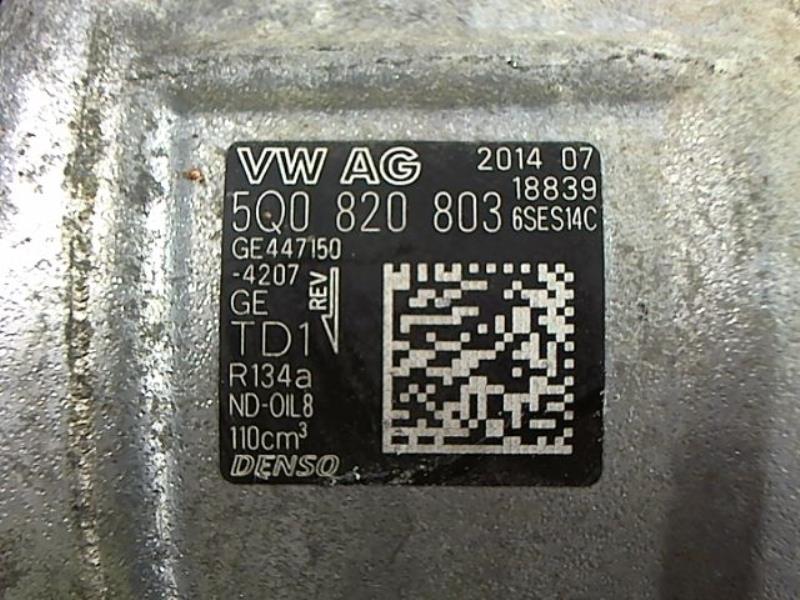 VW AG 2014 07
18839
5Q0 820 803 6SES14C
GE447150
-4207
GE
REV
TD1
R134a
ND-OIL8
110cm³
DENSO